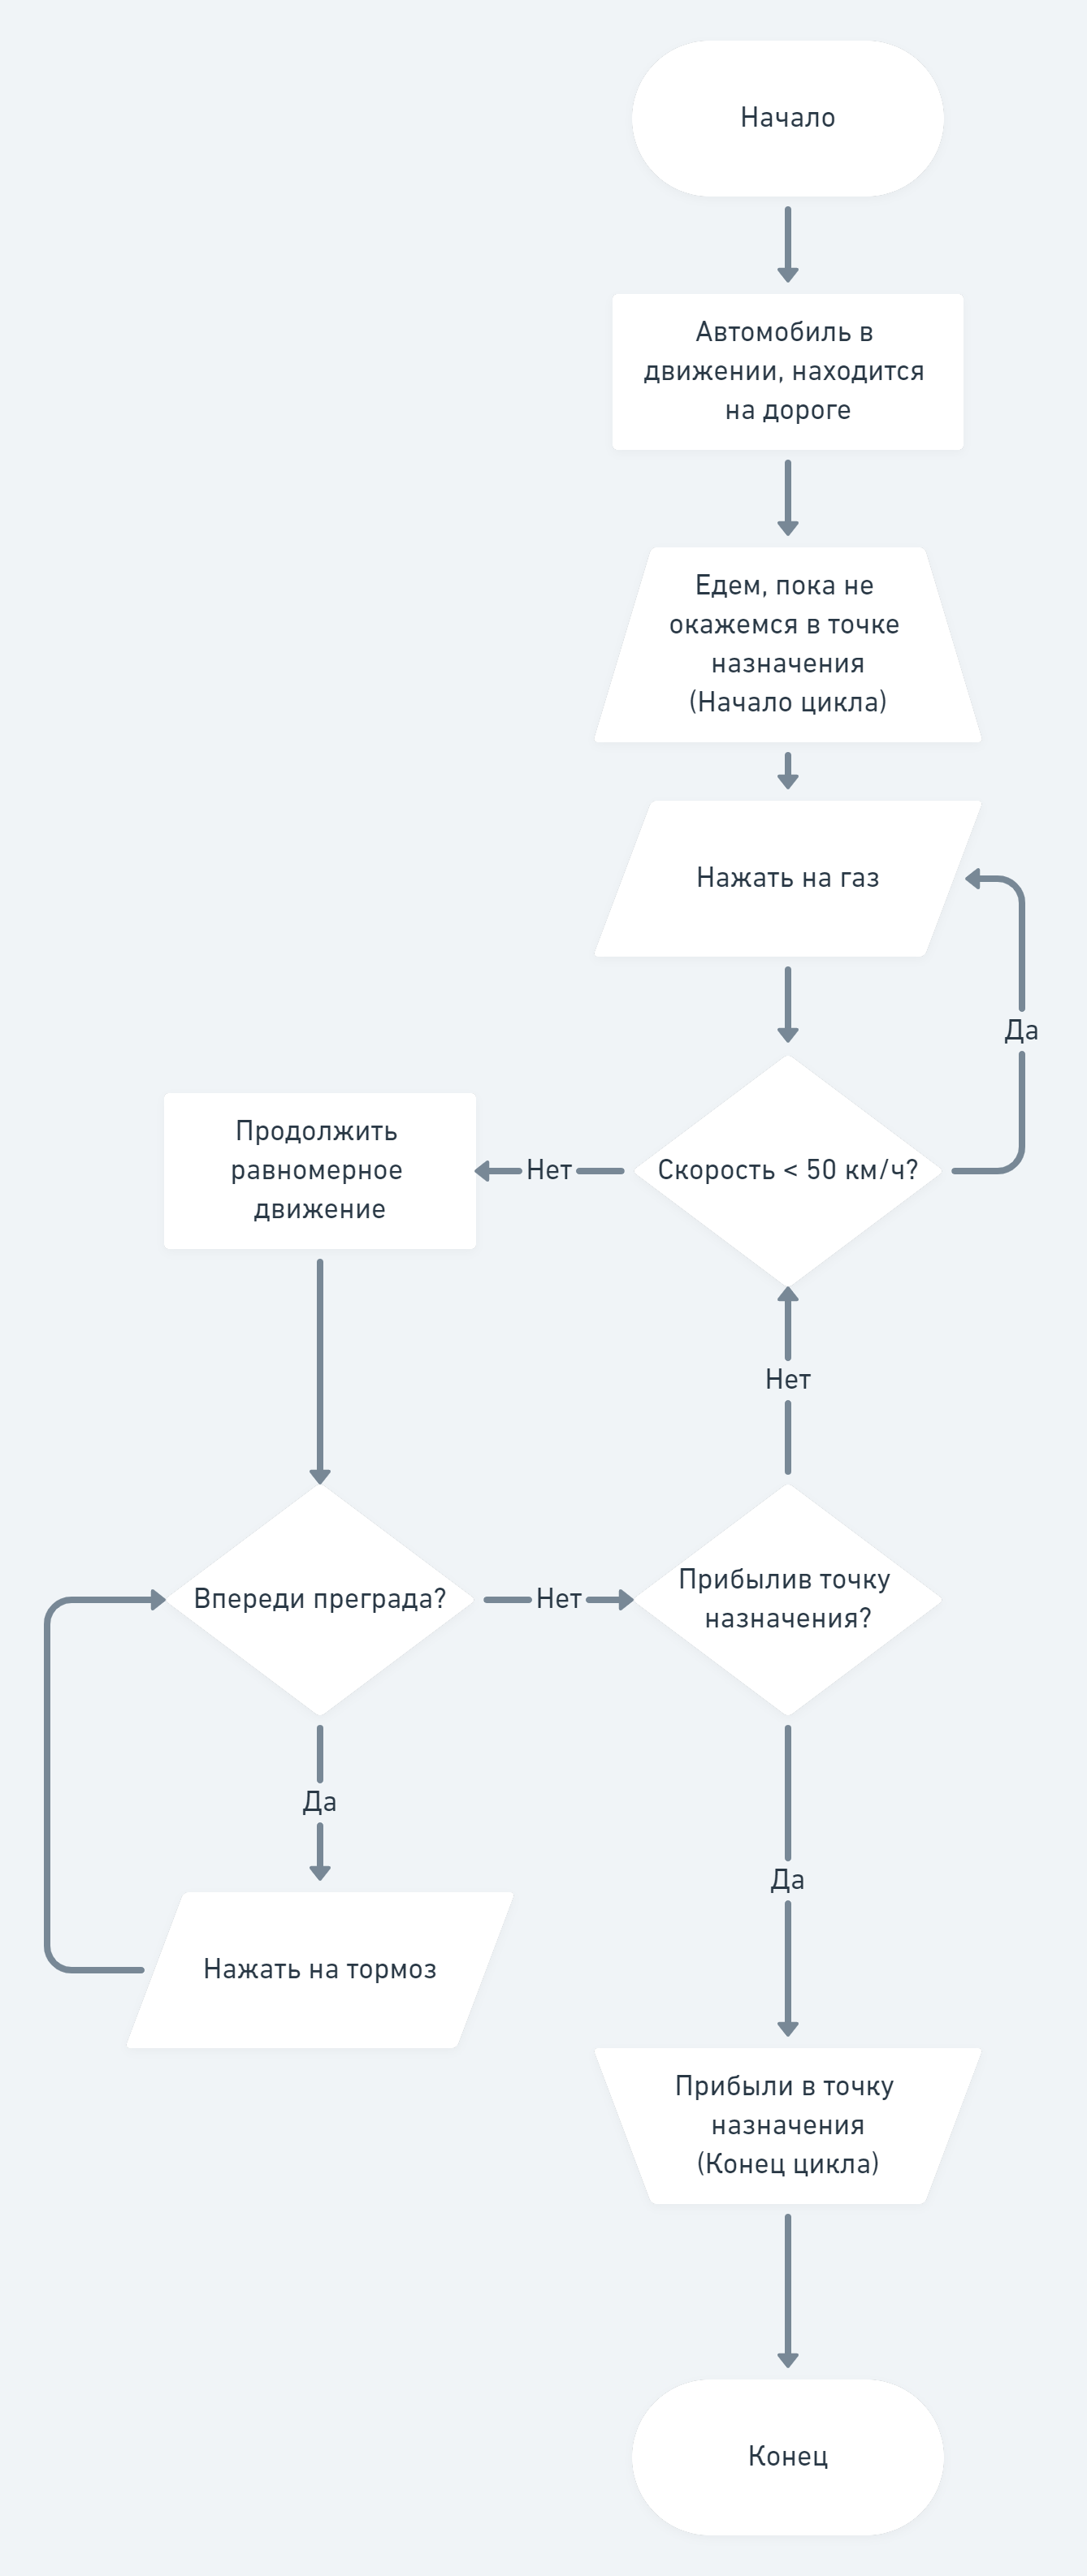 Начало
Автомобиль в
движении, находится
на дороге
Едем, пока не
окажемся в точке
назначения
(Начало цикла)
Нажать на газ
Да
Продолжить
равномерное
движение
Нет
Скорость < 50 км/ч?
Нет
Впереди преграда?
Нет
Прибылив точку
назначения?
Да
Да
Нажать на тормоз
Прибыли в точку
назначения
(Конец цикла)
Конец